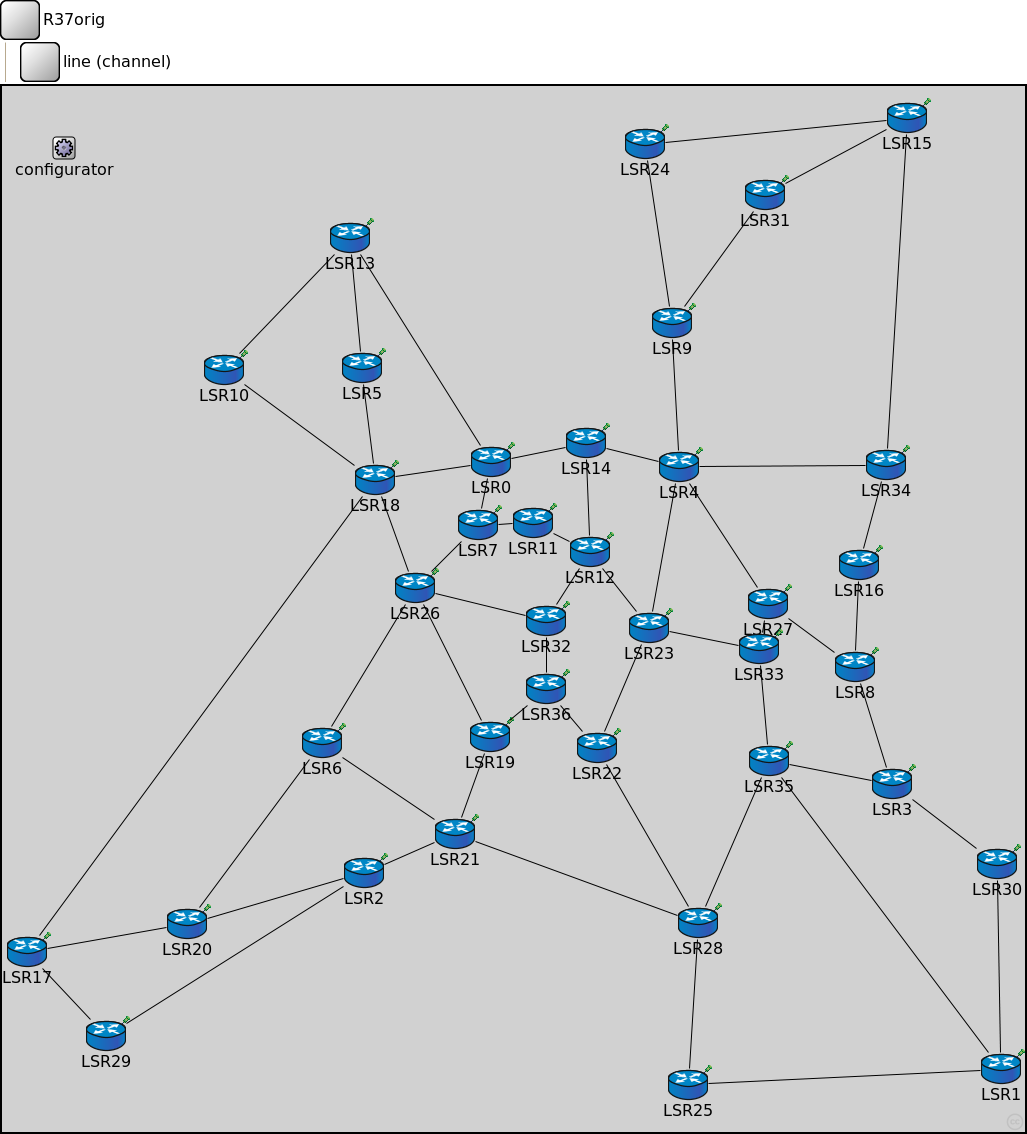 R37orig
line (channel)
configurator
LSR15
LSR24
LSR31
LSR13
LSR9
LSR10
LSR5
LSR14
LSR0
LSR4
LSR34
LSR18
LSR7
LSR11
LSR12
LSR16
LSR26
LSR27
LSR32
LSR23
LSR33
LSR8
LSR36
LSR19
LSR6
LSR22
LSR35
LSR3
LSR21
LSR30
LSR2
LSR20
LSR28
LSR17
LSR29
LSR1
LSR25